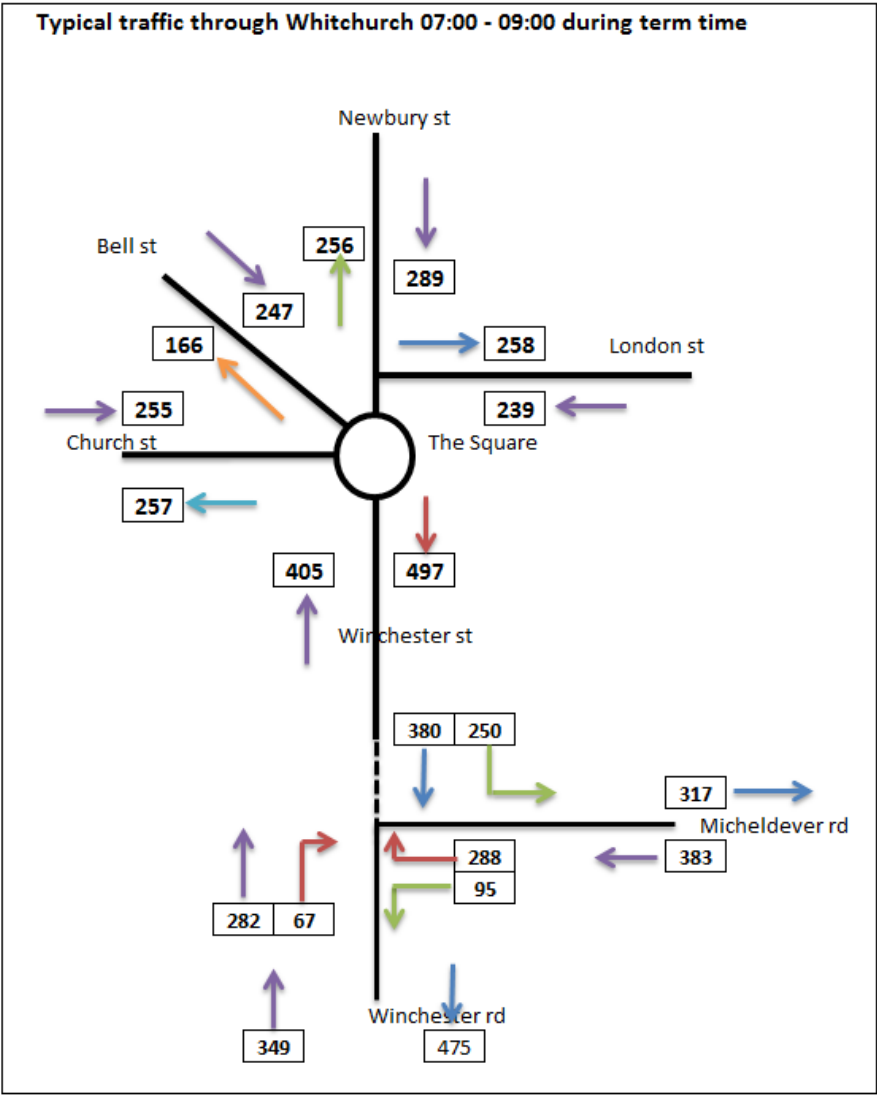 Typical traffic through Whitchurch 07:00 - 09:00 during term time
Newbury st
Bell st
256
289
247
166
258
London st
255
239
Church st
The Square
257
405
497
Winchester st
380 250
317
Micheldever rd
288
383
95
282 67
Winchester rd
349
475